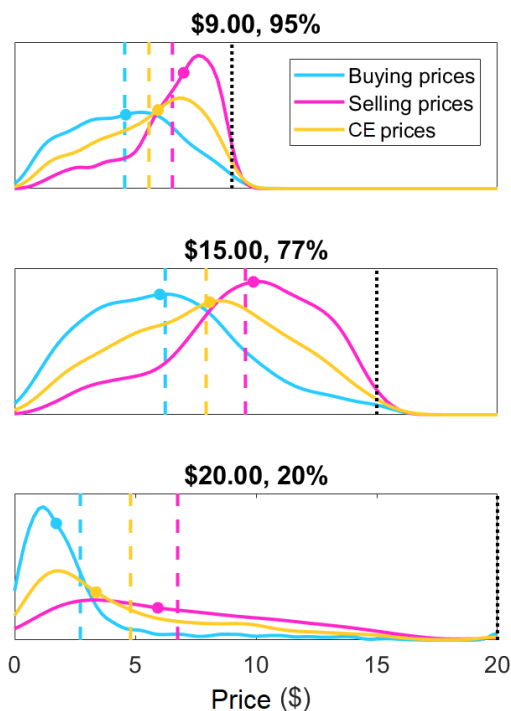 $9.00, 95%
Buying prices
Selling prices
CE prices
$15.00, 77%
$20.00, 20%
0 5 10 15 20
Price ($)